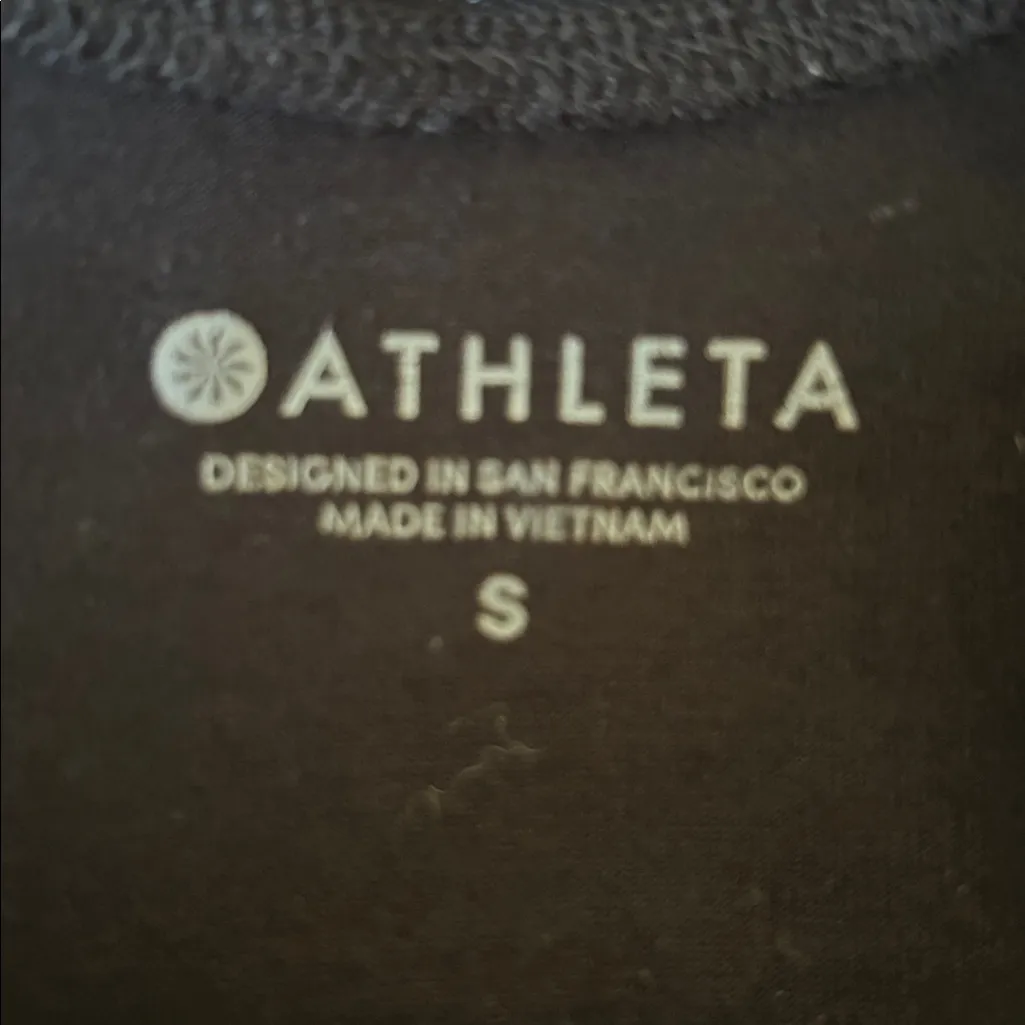 ATHLETA
DESIGNED IN SAN FRANCISCO
MADE IN VIETNAM
S